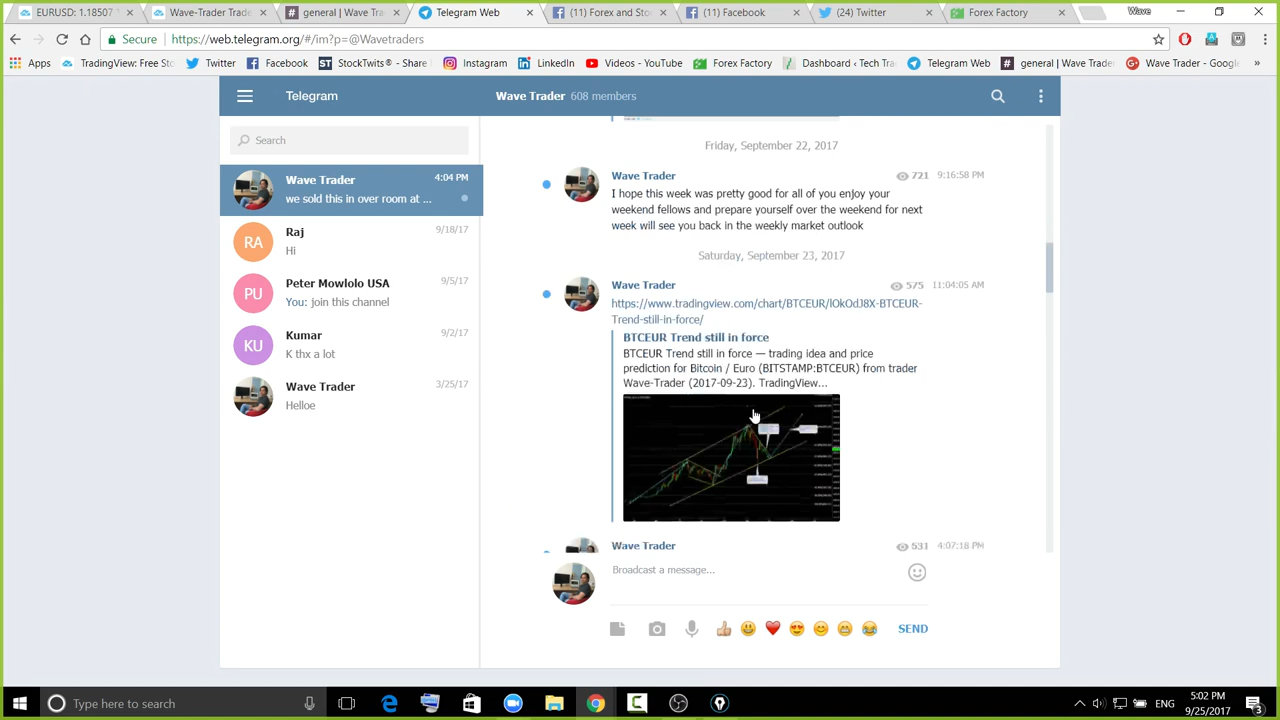 EURUSD: 1.18507
Wave-Trader Trad
general | Wave Tra
Telegram Web
(11) Forex and Sto
(11) Facebook
(24) Twitter
Forex Factory
Wave
Secure
https://web.telegram.org/#/im?p=@Wavetraders
Apps
TradingView: Free Sto
Twitter
Facebook
StockTwits® - Share
Instagram
LinkedIn
Videos - YouTube
Forex Factory
Dashboard ‹ Tech Tra
Telegram Web
general | Wave Trad
Wave Trader - Google
Telegram
Wave Trader 608 members
Search
Wave Trader 4:04 PM
we sold this in over room at ...
RA
Raj 9/18/17
Hi
PU
Peter Mowlolo USA 9/5/17
You: join this channel
KU
Kumar 9/2/17
K thx a lot
Wave Trader 3/25/17
Helloe
Friday, September 22, 2017
Wave Trader 721 9:16:58 PM
I hope this week was pretty good for all of you enjoy your
weekend fellows and prepare yourself over the weekend for next
week will see you back in the weekly market outlook
Saturday, September 23, 2017
Wave Trader 575 11:04:05 AM
https://www.tradingview.com/chart/BTCEUR/lOkOdJ8X-BTCEUR-
Trend-still-in-force/
BTCEUR Trend still in force
BTCEUR Trend still in force — trading idea and price
prediction for Bitcoin / Euro (BITSTAMP:BTCEUR) from trader
Wave-Trader (2017-09-23). TradingView...
Wave Trader 531 4:07:18 PM
Broadcast a message...
SEND
Type here to search
ENG
5:02 PM
9/25/2017
3